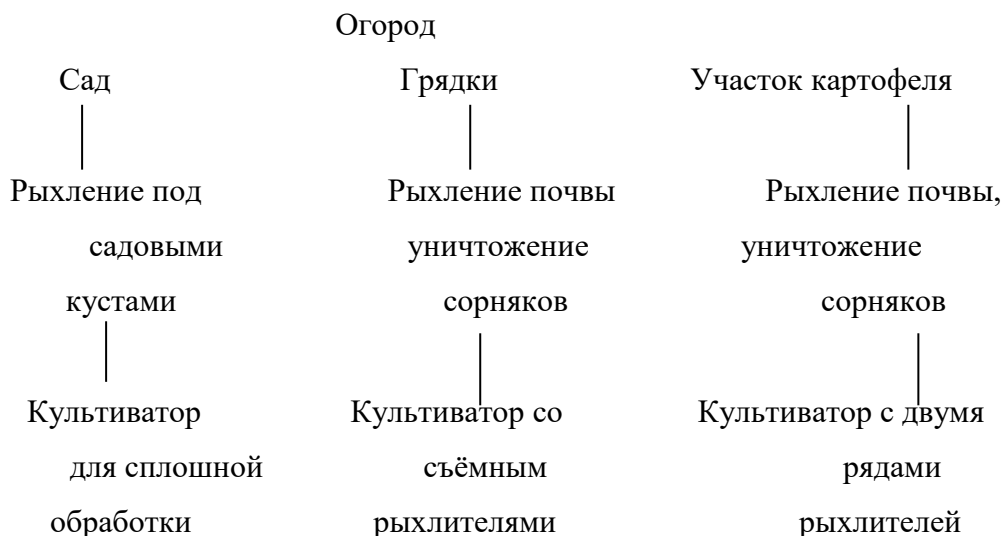 Огород
Сад
Грядки
Участок картофеля
Рыхление под
садовыми
кустами
Рыхление почвы
уничтожение
сорняков
Рыхление почвы,
уничтожение
сорняков
Культиватор
для сплошной
обработки
Культиватор со
съёмным
рыхлителями
Культиватор с двумя
рядами
рыхлителей